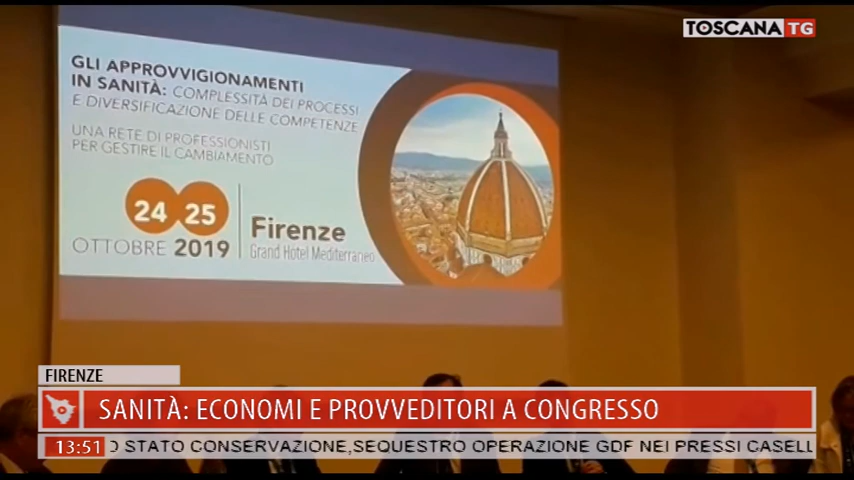 TOSCANA TG
GLI APPROVVIGIONAMENTI
IN SANITÀ: COMPLESSITÀ DEI PROCESSI
E DIVERSIFICAZIONE DELLE COMPETENZE
UNA RETE DI PROFESSIONISTI
PER GESTIRE IL CAMBIAMENTO
24 25
OTTOBRE 2019
Firenze
Grand Hotel Mediterraneo
FIRENZE
SANITÀ: ECONOMI E PROVVEDITORI A CONGRESSO
13:51 O STATO CONSERVAZIONE,SEQUESTRO OPERAZIONE GDF NEI PRESSI CASELL